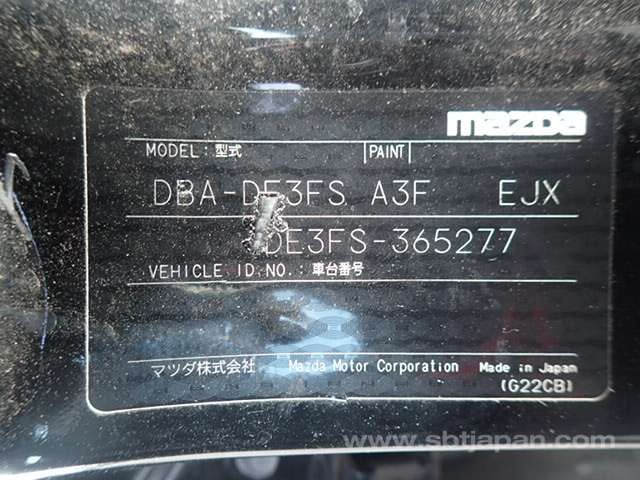 mazda
MODEL: 型式 PAINT
DBA-DE3FS A3F EJX
DE3FS-365277
VEHICLE ID NO.: 車台番号
マツダ株式会社 Mazda Motor Corporation Made in Japan
(G22CB)
www.sbtjapan.com